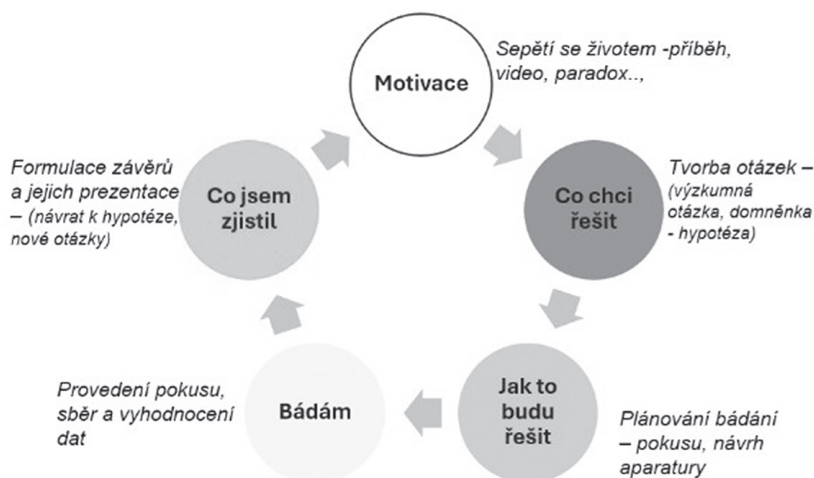 Motivace
Sepětí se životem -příběh,
video, paradox..,
Co chci
řešit
Tvorba otázek –
(výzkumná
otázka, domněnka
- hypotéza)
Jak to
budu
řešit
Plánování bádání
– pokusu, návrh
aparatury
Bádám
Provedení pokusu,
sběr a vyhodnocení
dat
Co jsem
zjistil
Formulace závěrů
a jejich prezentace
– (návrat k hypotéze,
nové otázky)